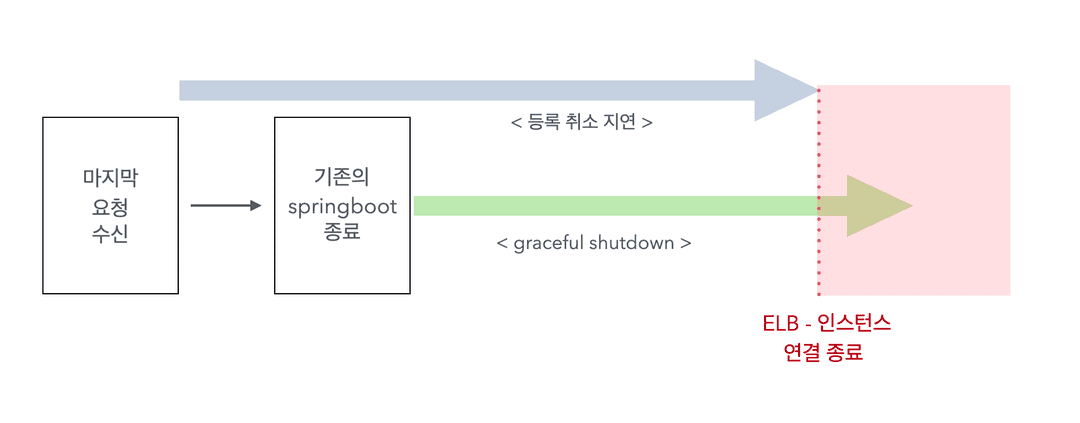 < 등록 취소 지연 >
마지막
요청
수신
기존의
springboot
종료
< graceful shutdown >
ELB - 인스턴스
연결 종료